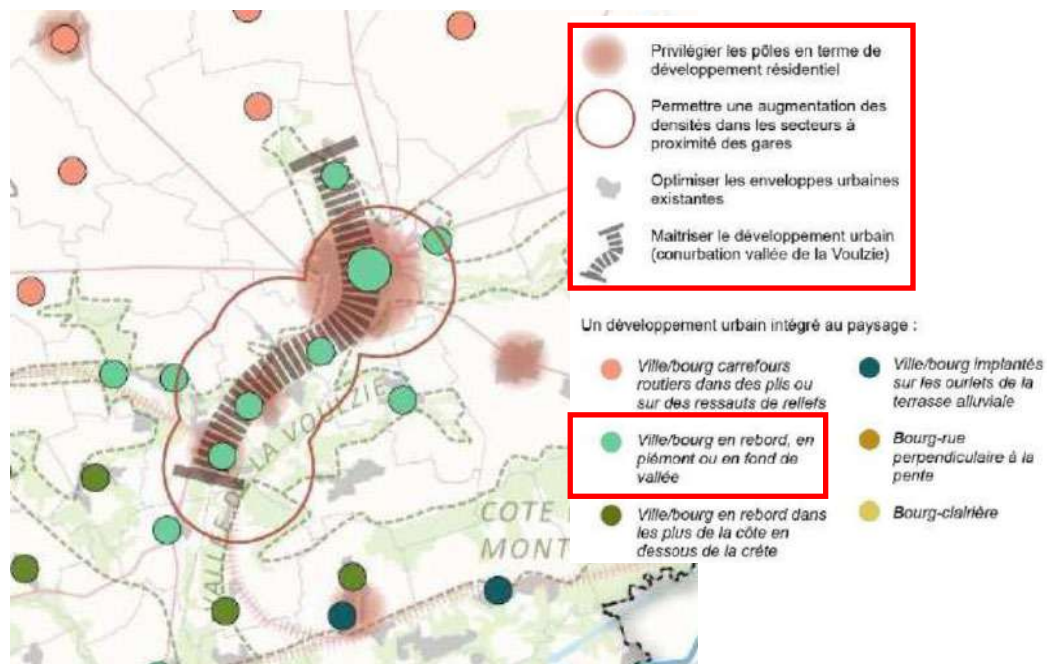 Privilégier les pôles en terme de
développement résidentiel
Permettre une augmentation des
densités dans les secteurs à
proximité des gares
Optimiser les enveloppes urbaines
existantes
Maitriser le développement urbain
(conurbation vallée de la Voulzie)
Un développement urbain intégré au paysage :
Ville/bourg carrefours
routiers dans des plis ou
sur des ressauts de reliefs
Ville/bourg en rebord, en
piémont ou en fond de
vallée
Ville/bourg en rebord dans
les plus de la côte en
dessous de la crête
Ville/bourg implantés
sur les ourlets de la
terrasse alluviale
Bourg-rue
perpendiculaire à la
pente
Bourg-clairière
LA VOULZIE
COTE
MONT